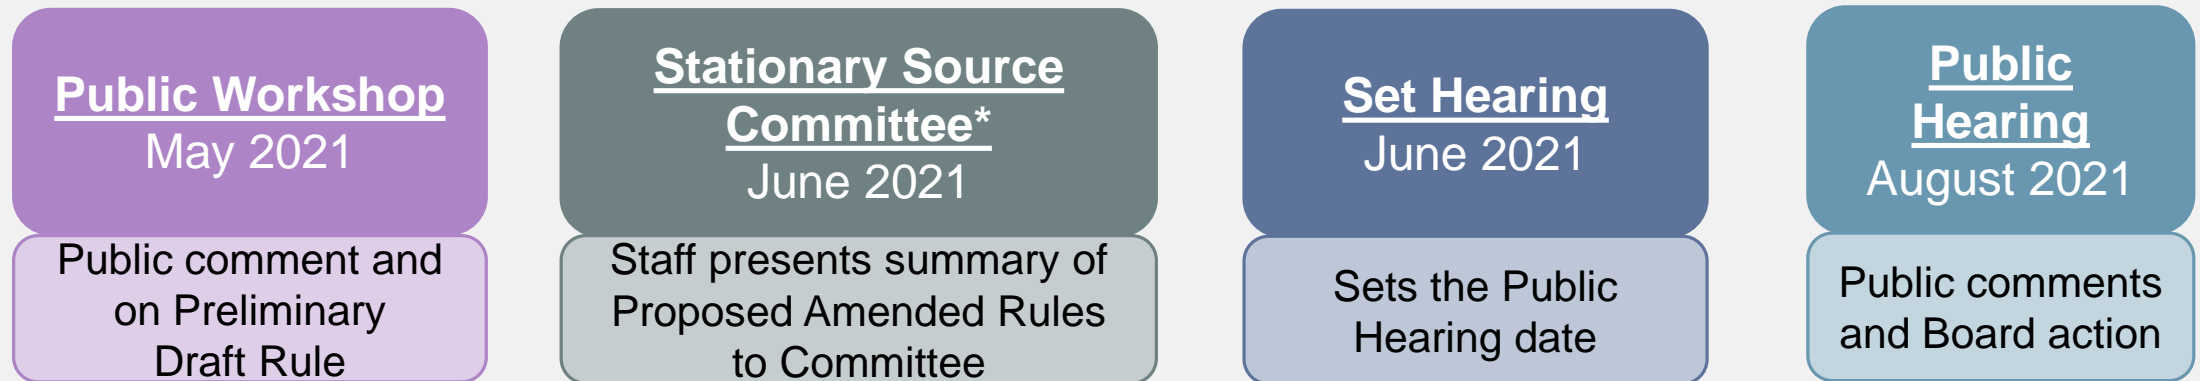 Public Workshop
May 2021
Public comment and
on Preliminary
Draft Rule
Stationary Source
Committee*
June 2021
Staff presents summary of
Proposed Amended Rules
to Committee
Set Hearing
June 2021
Sets the Public
Hearing date
Public
Hearing
August 2021
Public comments
and Board action